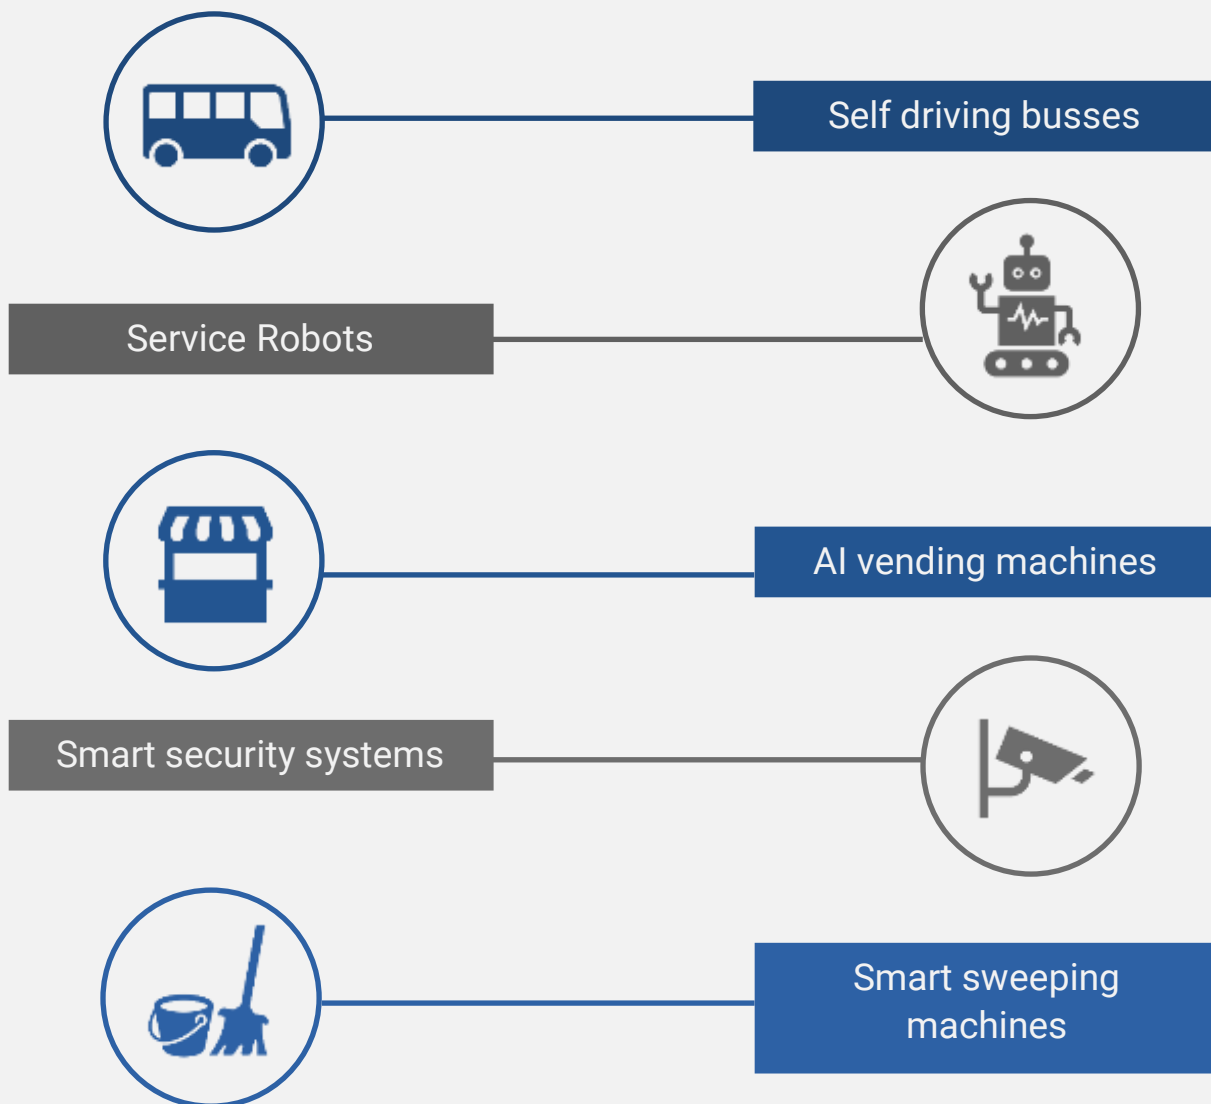 Self driving busses
Service Robots
AI vending machines
Smart security systems
Smart sweeping
machines